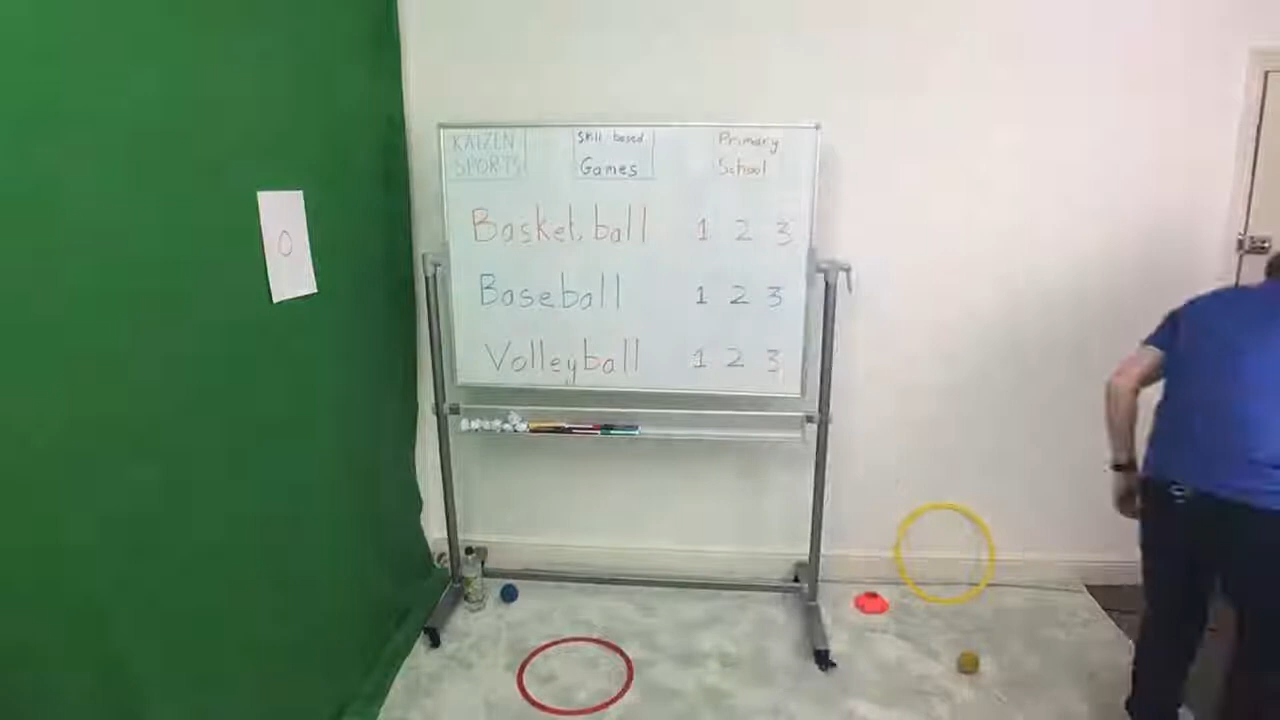 KAIZEN
SPORTS
Skill based
Games
Primary
School
Basketball 1 2 3
Baseball 1 2 3
Volleyball 1 2 3
0